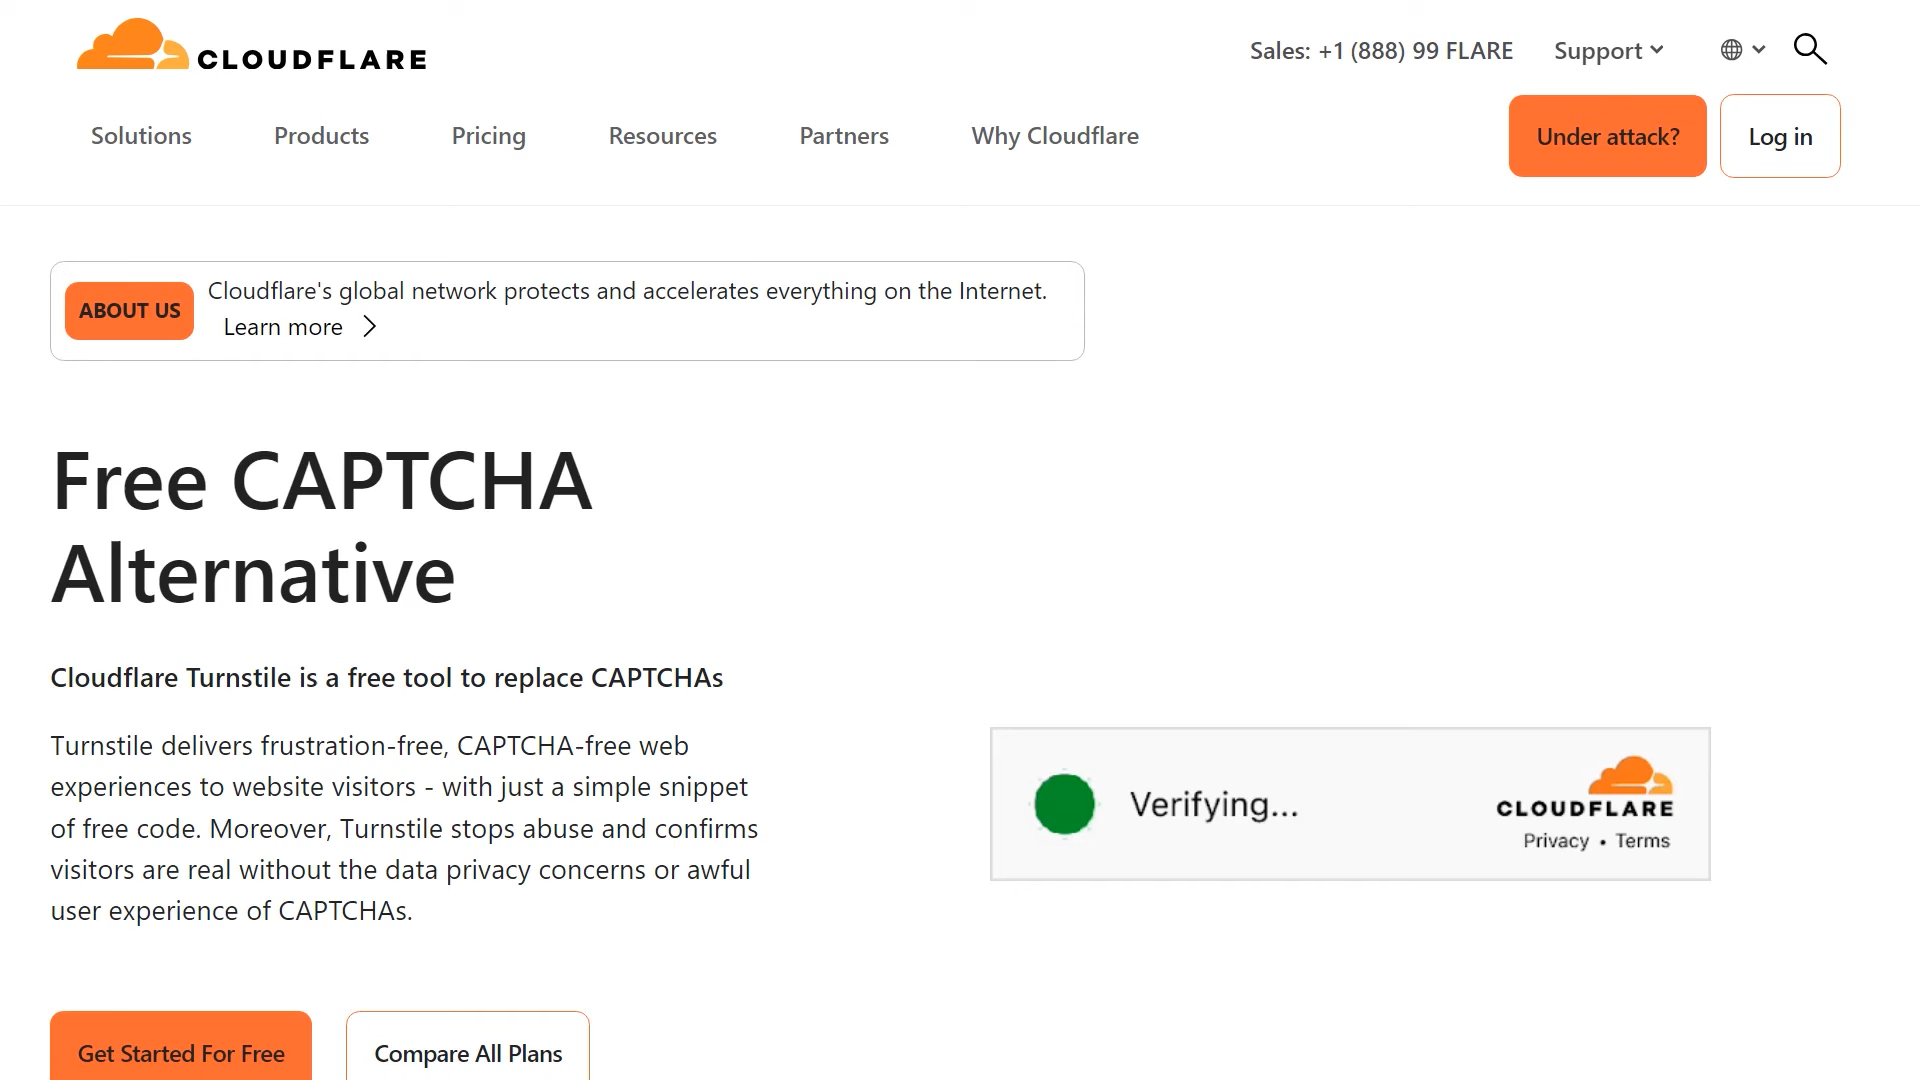 CLOUDFLARE
Sales: +1 (888) 99 FLARE
Support
Solutions
Products
Pricing
Resources
Partners
Why Cloudflare
Under attack?
Log in
ABOUT US
Cloudflare's global network protects and accelerates everything on the Internet.
Learn more
Free CAPTCHA
Alternative
Cloudflare Turnstile is a free tool to replace CAPTCHAs
Turnstile delivers frustration-free, CAPTCHA-free web
experiences to website visitors - with just a simple snippet
of free code. Moreover, Turnstile stops abuse and confirms
visitors are real without the data privacy concerns or awful
user experience of CAPTCHAs.
Verifying...
CLOUDFLARE
Privacy • Terms
Get Started For Free
Compare All Plans